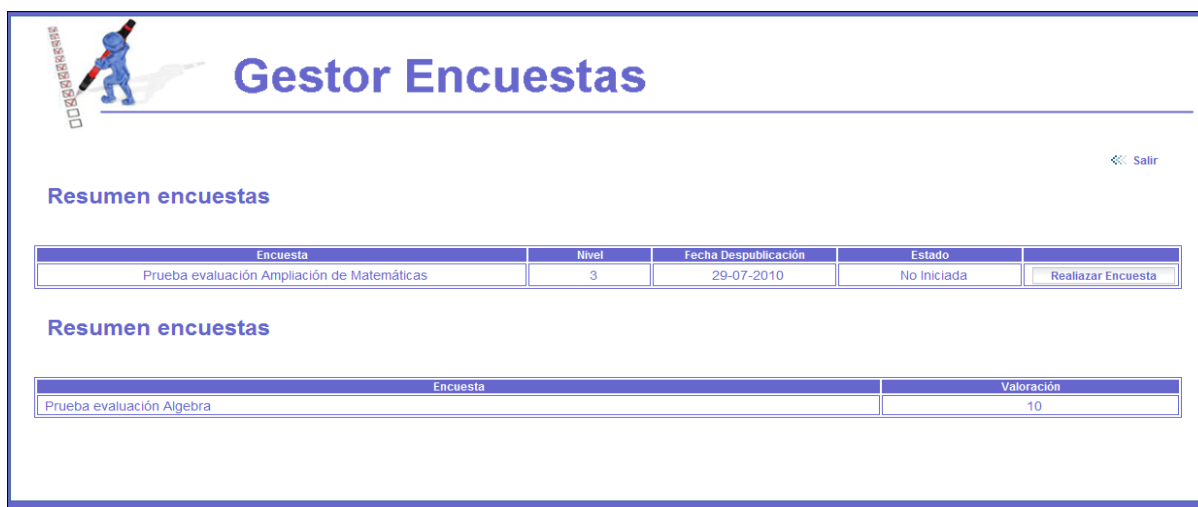 Gestor Encuestas
Salir
Resumen encuestas
Encuesta Nivel Fecha Despublicación Estado
Prueba evaluación Ampliación de Matemáticas 3 29-07-2010 No Iniciada Realiazar Encuesta
Resumen encuestas
Encuesta Valoración
Prueba evaluación Algebra 10